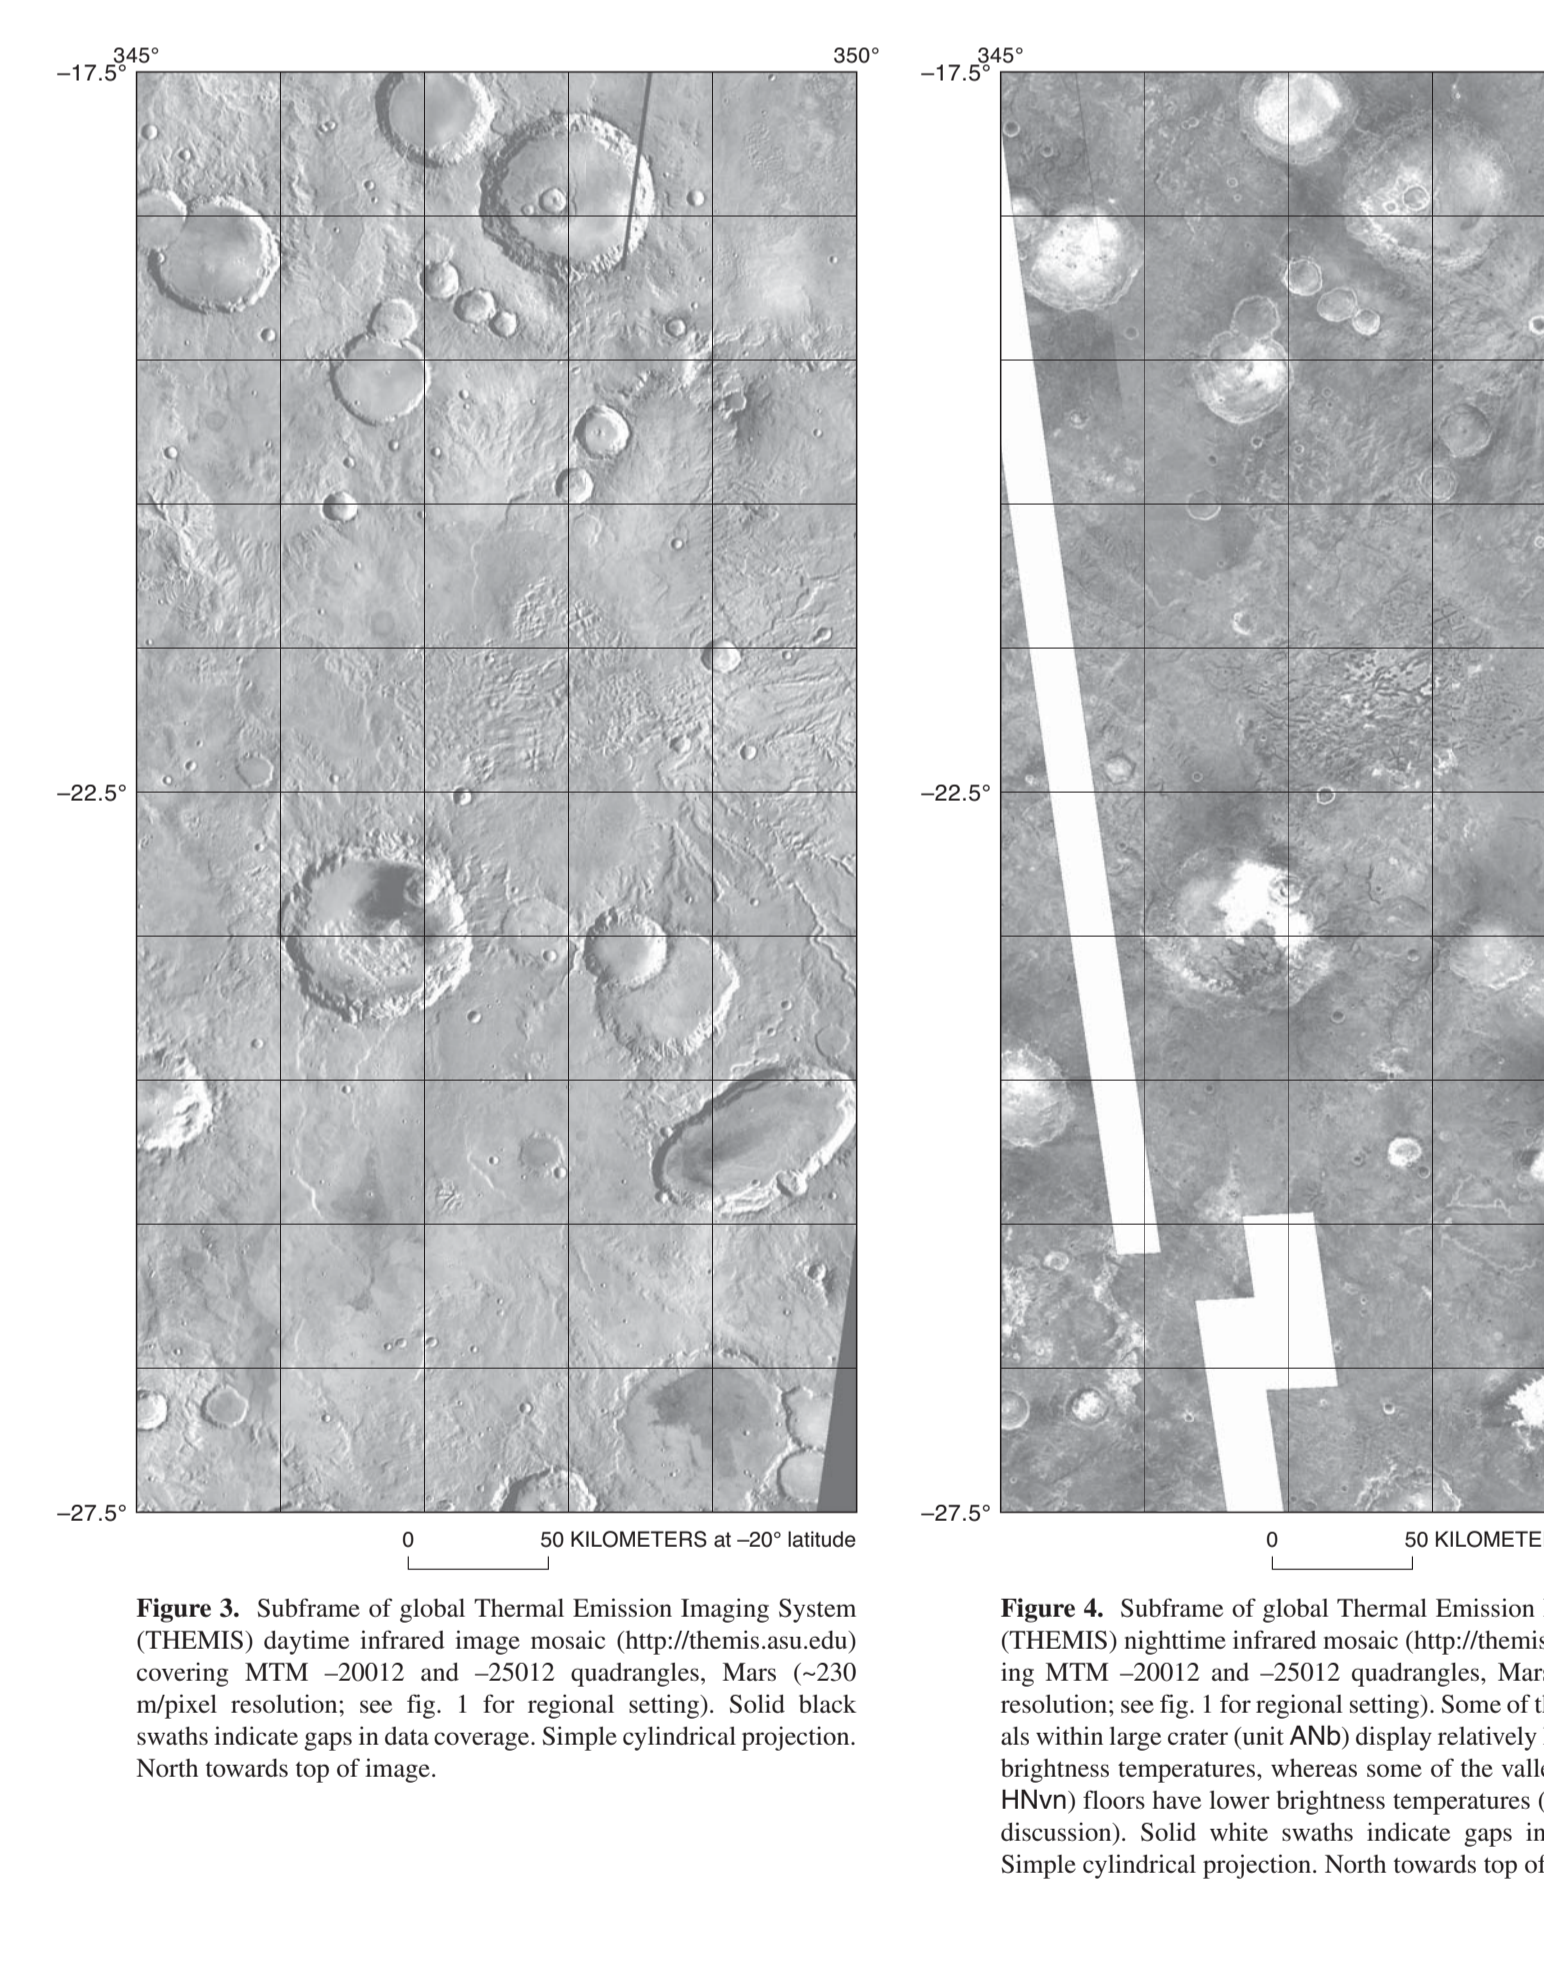 345°
350°
–17.5°
–22.5°
–27.5°
0 50 KILOMETERS at –20° latitude
Figure 3. Subframe of global Thermal Emission Imaging System
(THEMIS) daytime infrared image mosaic (http://themis.asu.edu)
covering MTM –20012 and –25012 quadrangles, Mars (~230
m/pixel resolution; see fig. 1 for regional setting). Solid black
swaths indicate gaps in data coverage. Simple cylindrical projection.
North towards top of image.
345°
–17.5°
–22.5°
–27.5°
0 50 KILOMETE
Figure 4. Subframe of global Thermal Emission
(THEMIS) nighttime infrared mosaic (http://themis
ing MTM –20012 and –25012 quadrangles, Mars
resolution; see fig. 1 for regional setting). Some of
als within large crater (unit ANb) display relatively
brightness temperatures, whereas some of the valle
HNvn) floors have lower brightness temperatures (
discussion). Solid white swaths indicate gaps in
Simple cylindrical projection. North towards top of